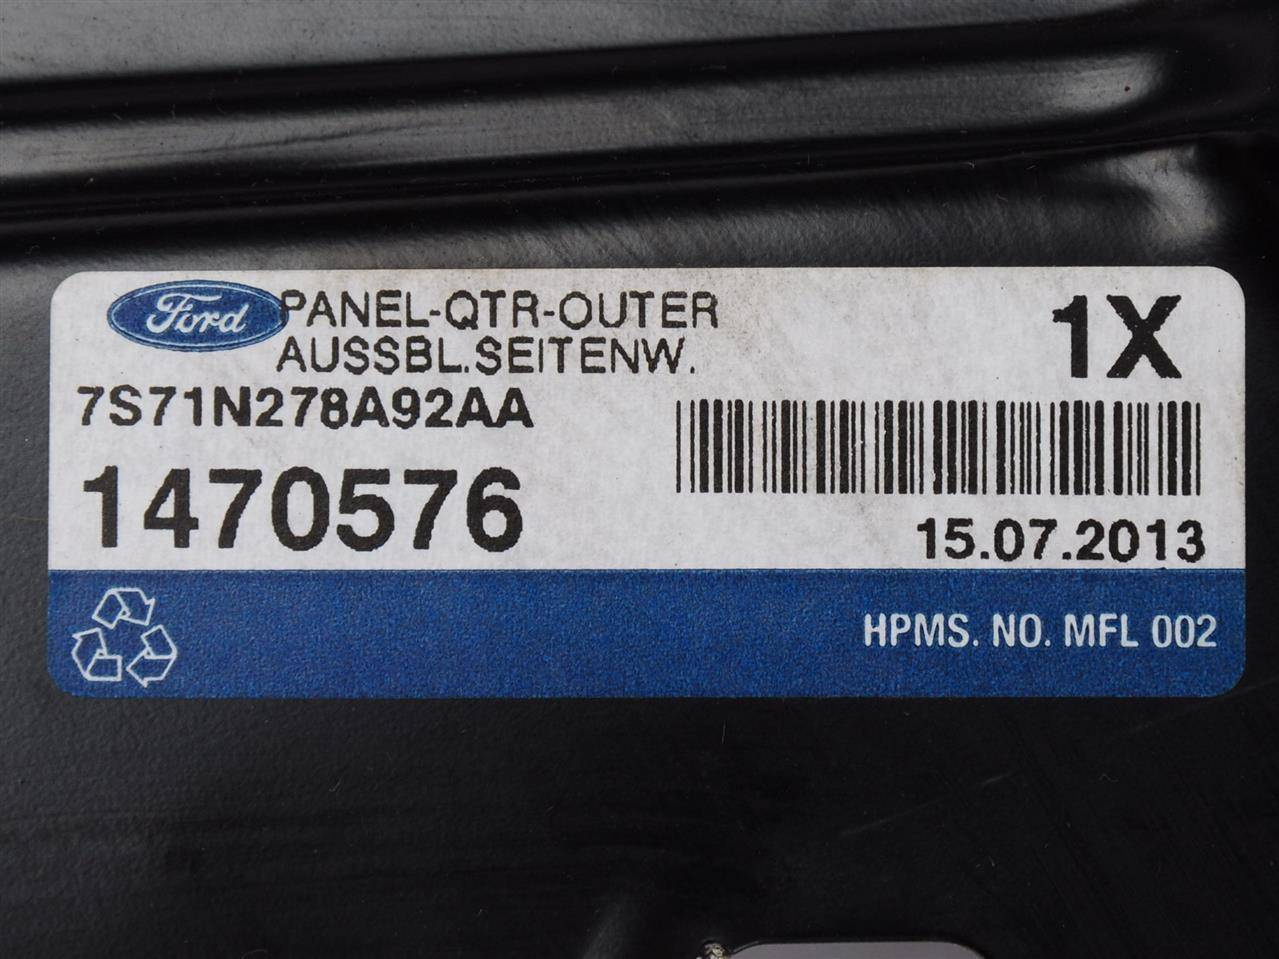 Ford PANEL-QTR-OUTER 1X
AUSSBL.SEITENW.
7S71N278A92AA
1470576
15.07.2013
HPMS. NO. MFL 002